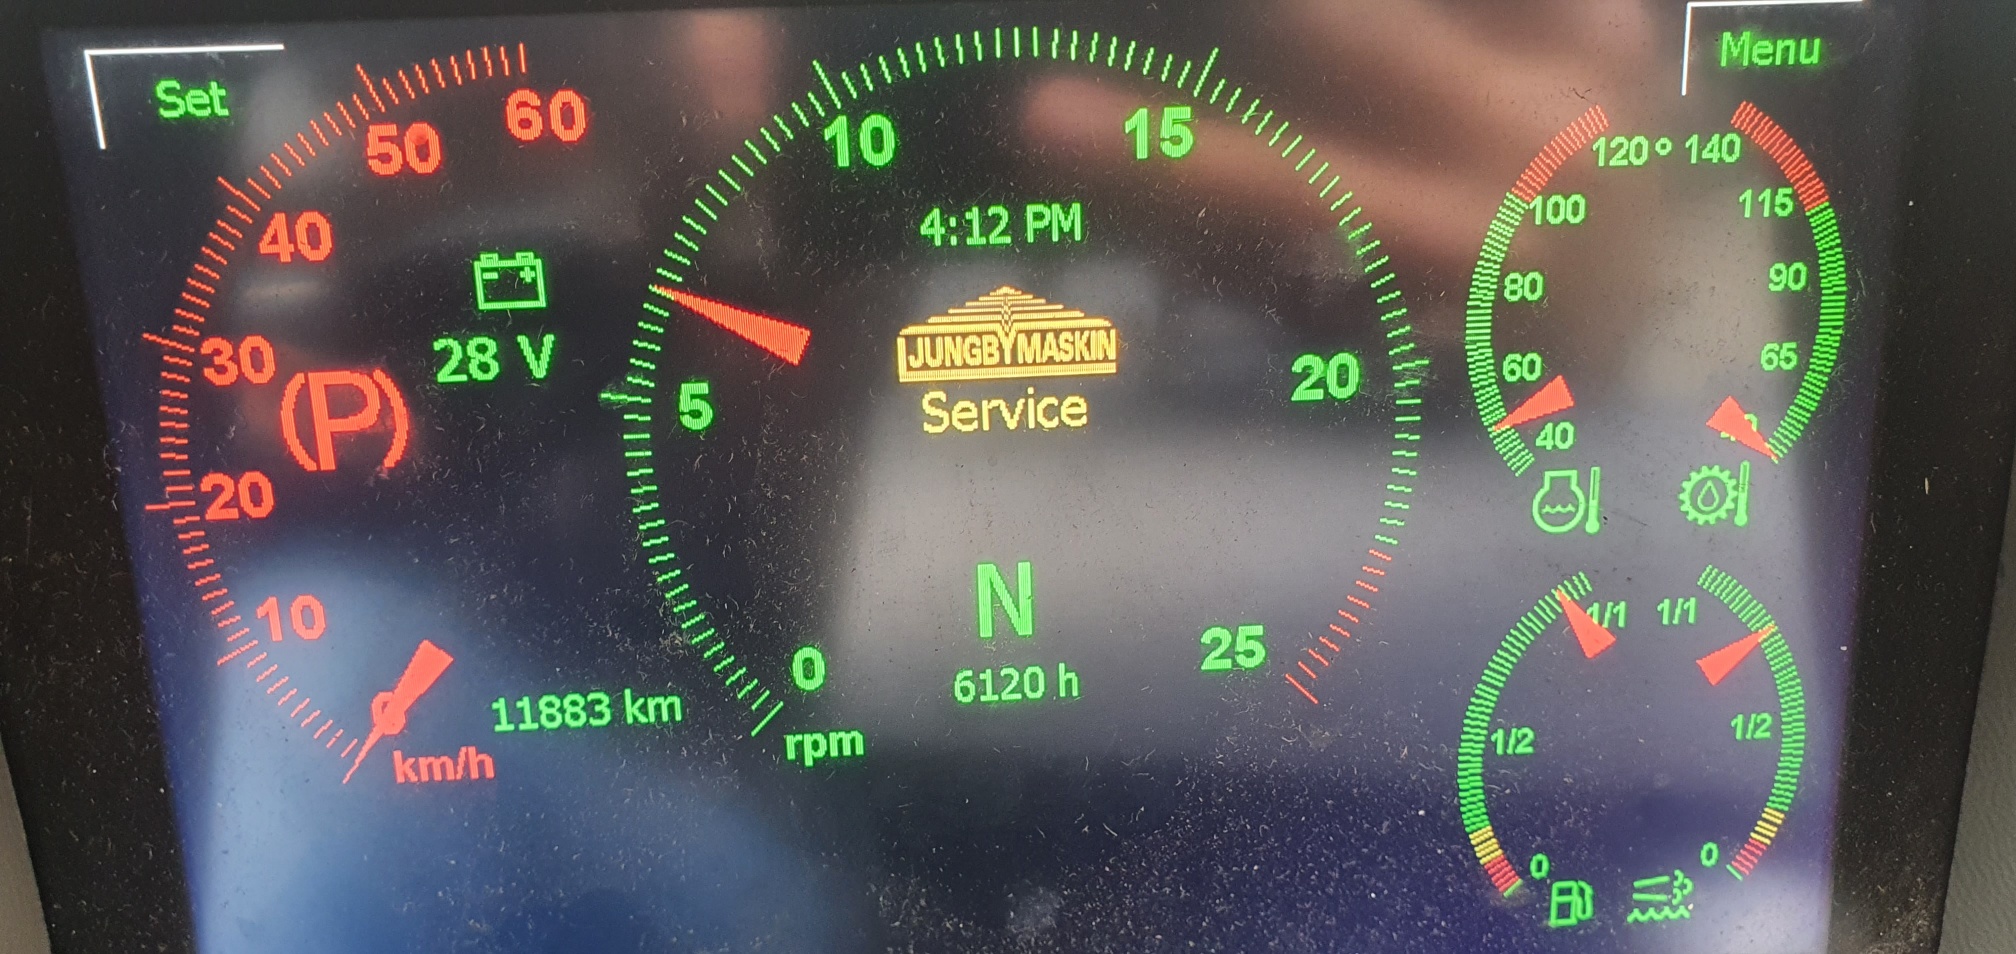 Set
Menu
60
50
40
30
20
10
km/h
(P)
28 V
11883 km
10
15
5
20
0
25
rpm
4:12 PM
JUNGBYMASKIN
Service
N
6120 h
120° 140
100
115
80
90
60
65
40
1/1
1/1
1/2
1/2
0
0